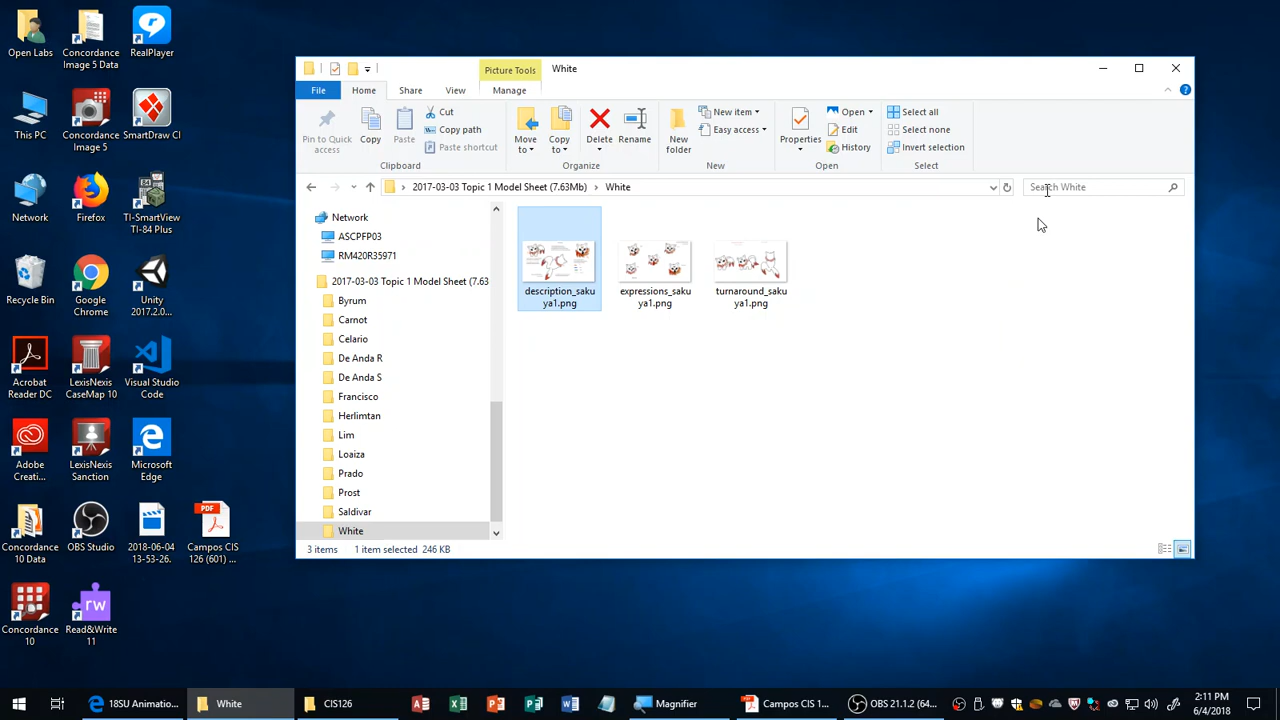 Open Labs
Concordance
Image 5 Data
RealPlayer
This PC
Concordance
Image 5
SmartDraw CI
Network
Firefox
TI-SmartView
TI-84 Plus
Recycle Bin
Google
Chrome
Unity
2017.2.0...
Acrobat
Reader DC
LexisNexis
CaseMap 10
Visual Studio
Code
Adobe
Creati...
LexisNexis
Sanction
Microsoft
Edge
Concordance
10 Data
OBS Studio
2018-06-04
13-53-26.
Campos CIS
126 (601) ...
Concordance
10
Read&Write
11
Picture Tools
White
File
Home
Share
View
Manage
Pin to Quick
access
Copy
Paste
Cut
Copy path
Paste shortcut
Clipboard
Move
to
Copy
to
Delete
Rename
Organize
New
folder
New item
Easy access
New
Properties
Open
Edit
History
Open
Select all
Select none
Invert selection
Select
2017-03-03 Topic 1 Model Sheet (7.63Mb)
White
Search White
Network
ASCPFP03
RM420R35971
2017-03-03 Topic 1 Model Sheet (7.63
Byrum
Carnot
Celario
De Anda R
De Anda S
Francisco
Herlimtan
Lim
Loaiza
Prado
Prost
Saldivar
White
description_saku
ya1.png
expressions_saku
ya1.png
turnaround_saku
ya1.png
3 items
1 item selected 246 KB
18SU Animatio...
White
CIS126
Magnifier
Campos CIS 1...
OBS 21.1.2 (64...
2:11 PM
6/4/2018